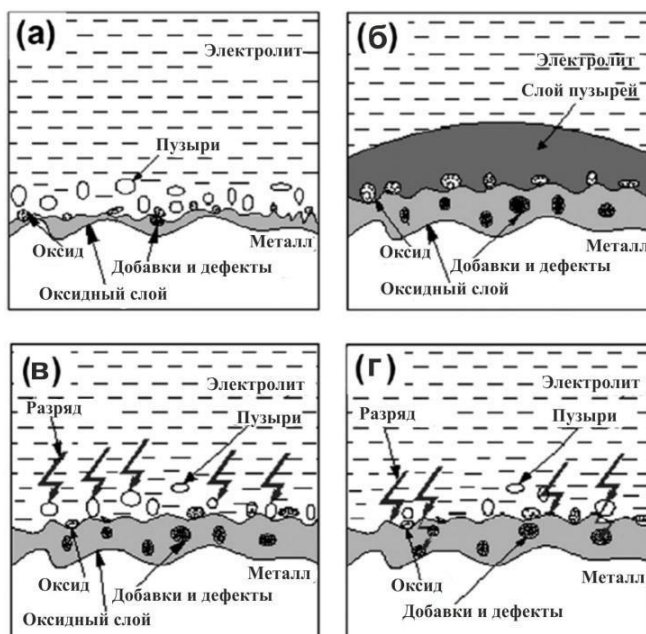 (а)
Электролит
Пузыри
Металл
Оксид
Добавки и дефекты
Оксидный слой
(б)
Электролит
Слой пузырей
Металл
Оксид
Добавки и дефекты
Оксидный слой
(в)
Электролит
Разряд
Пузыри
Металл
Оксид
Добавки и дефекты
Оксидный слой
(г)
Электролит
Разряд
Пузыри
Металл
Оксид
Добавки и дефекты